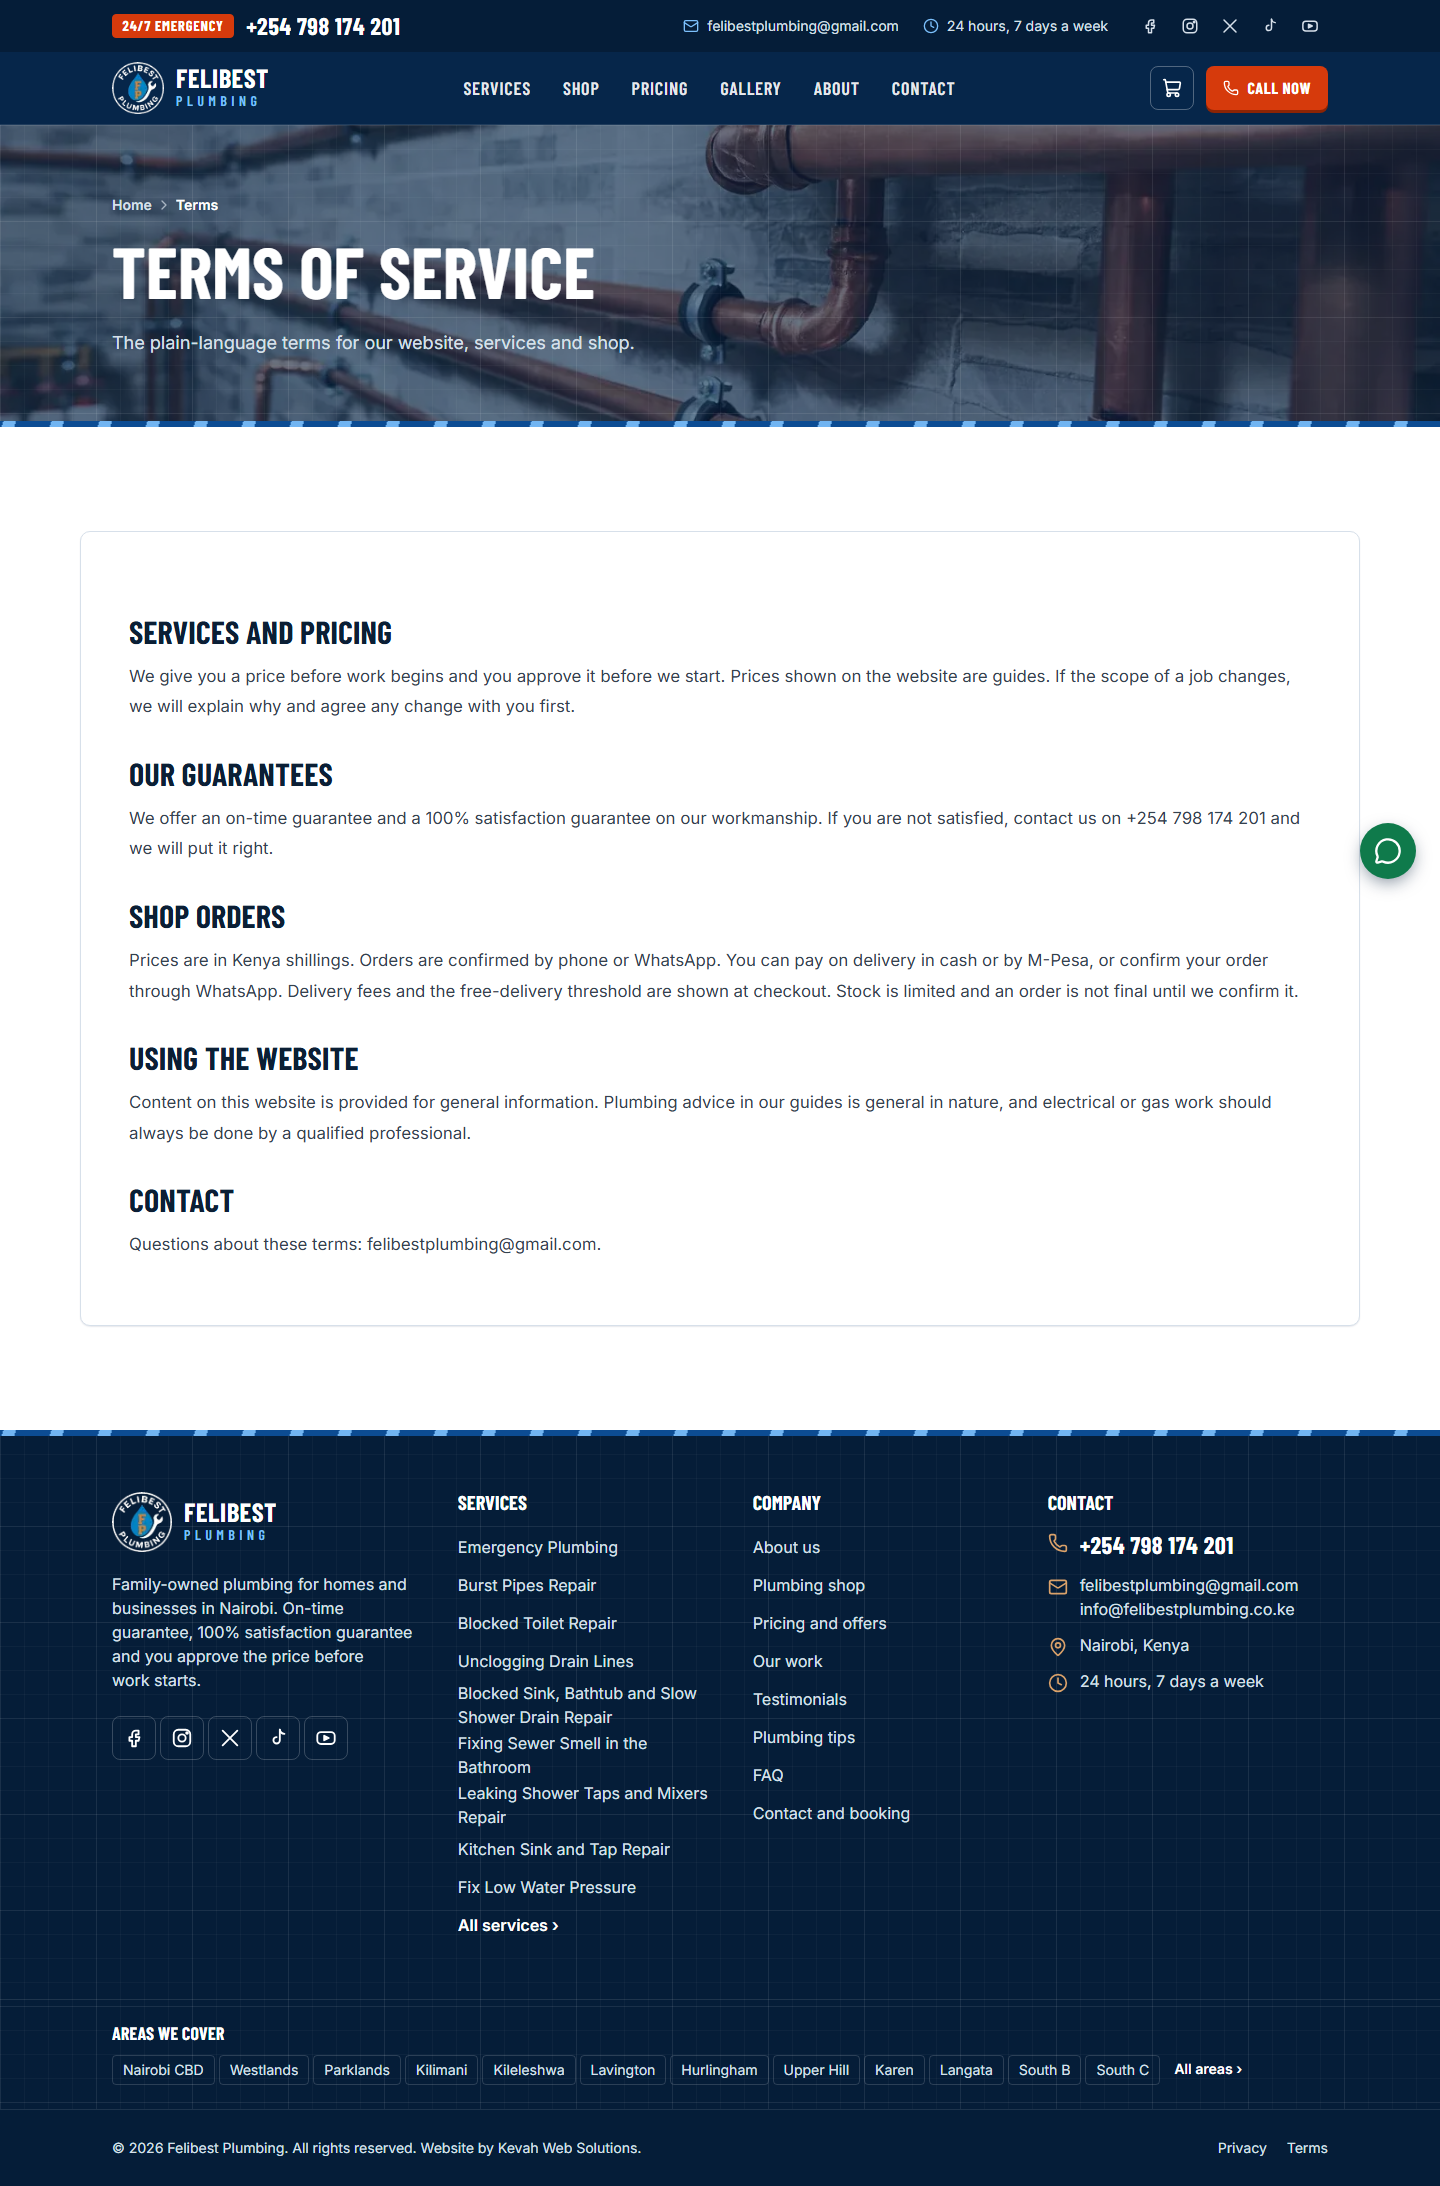 24/7 EMERGENCY +254 798 174 201 felibestplumbing@gmail.com 24 hours, 7 days a week
FELIBEST
PLUMBING
FELIBEST PLUMBING FP
SERVICES SHOP PRICING GALLERY ABOUT CONTACT CALL NOW
Home > Terms
TERMS OF SERVICE
The plain-language terms for our website, services and shop.
SERVICES AND PRICING
We give you a price before work begins and you approve it before we start. Prices shown on the website are guides. If the scope of a job changes,
we will explain why and agree any change with you first.
OUR GUARANTEES
We offer an on-time guarantee and a 100% satisfaction guarantee on our workmanship. If you are not satisfied, contact us on +254 798 174 201 and
we will put it right.
SHOP ORDERS
Prices are in Kenya shillings. Orders are confirmed by phone or WhatsApp. You can pay on delivery in cash or by M-Pesa, or confirm your order
through WhatsApp. Delivery fees and the free-delivery threshold are shown at checkout. Stock is limited and an order is not final until we confirm it.
USING THE WEBSITE
Content on this website is provided for general information. Plumbing advice in our guides is general in nature, and electrical or gas work should
always be done by a qualified professional.
CONTACT
Questions about these terms: felibestplumbing@gmail.com.
FELIBEST PLUMBING FP
FELIBEST
PLUMBING
Family-owned plumbing for homes and
businesses in Nairobi. On-time
guarantee, 100% satisfaction guarantee
and you approve the price before
work starts.
SERVICES
Emergency Plumbing
Burst Pipes Repair
Blocked Toilet Repair
Unclogging Drain Lines
Blocked Sink, Bathtub and Slow
Shower Drain Repair
Fixing Sewer Smell in the
Bathroom
Leaking Shower Taps and Mixers
Repair
Kitchen Sink and Tap Repair
Fix Low Water Pressure
All services ›
COMPANY
About us
Plumbing shop
Pricing and offers
Our work
Testimonials
Plumbing tips
FAQ
Contact and booking
CONTACT
+254 798 174 201
felibestplumbing@gmail.com
info@felibestplumbing.co.ke
Nairobi, Kenya
24 hours, 7 days a week
AREAS WE COVER
Nairobi CBD Westlands Parklands Kilimani Kileleshwa Lavington Hurlingham Upper Hill Karen Langata South B South C All areas ›
© 2026 Felibest Plumbing. All rights reserved. Website by Kevah Web Solutions. Privacy Terms